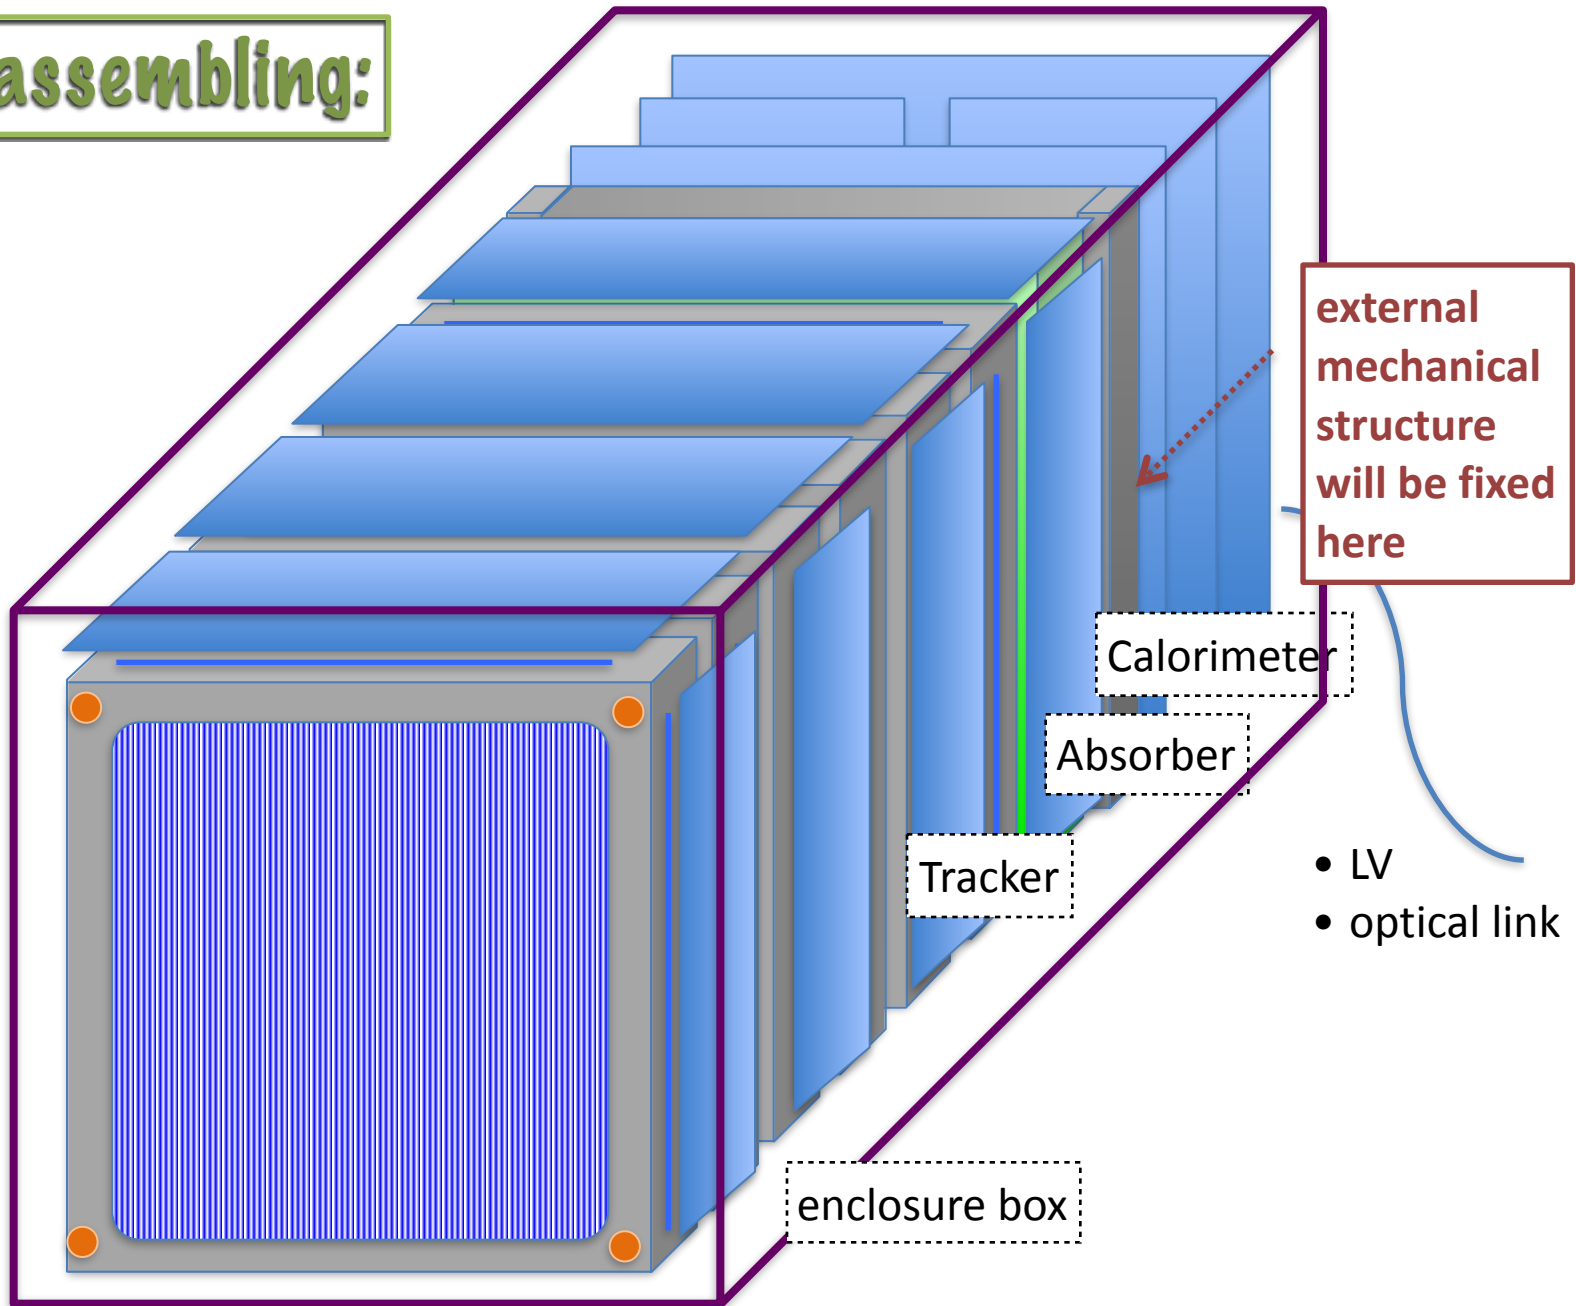 assembling:
external
mechanical
structure
will be fixed
here
Calorimeter
Absorber
Tracker
• LV
• optical link
enclosure box